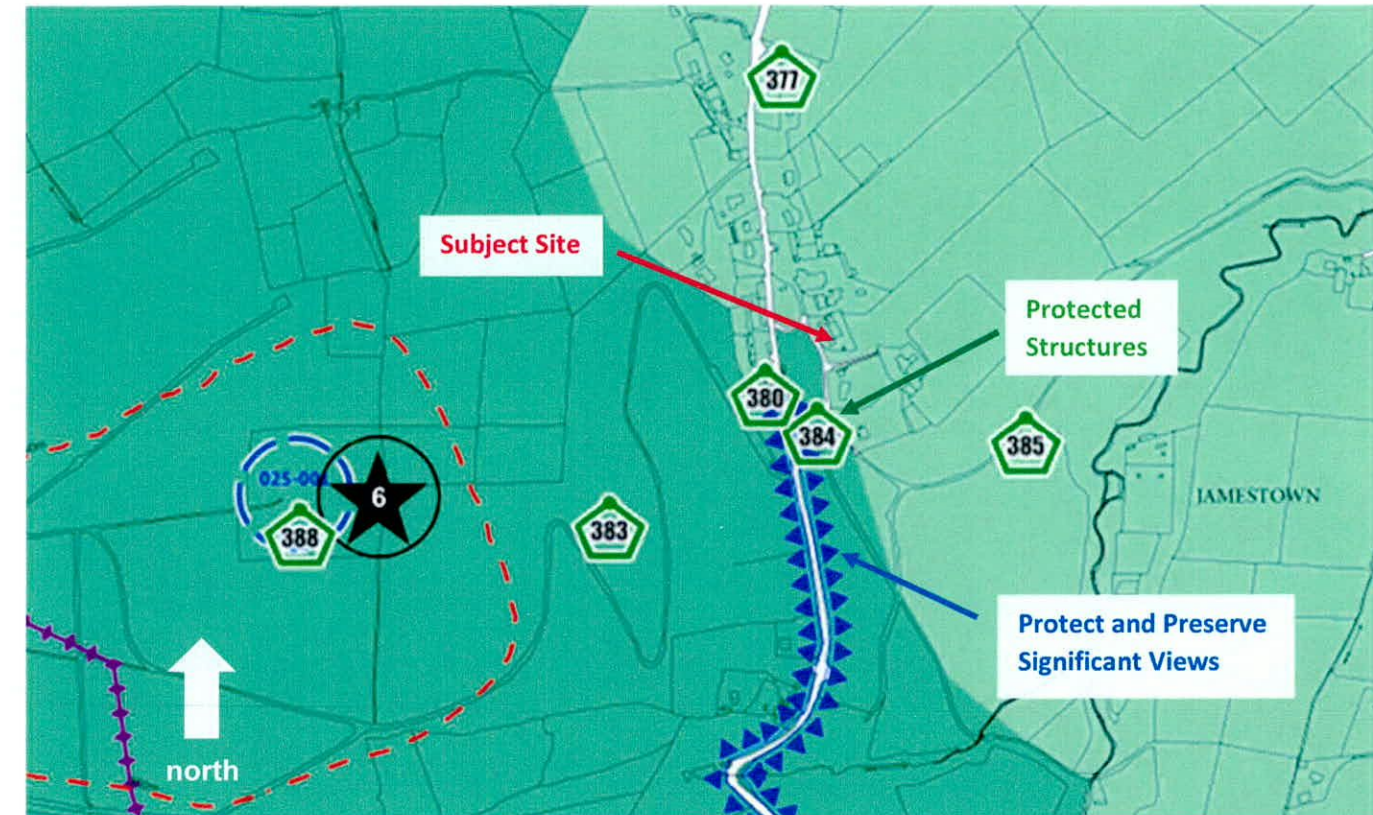 377
Subject Site
Protected
Structures
380
384
385
025-00
6
388
383
JAMESTOWN
Protect and Preserve
Significant Views
north